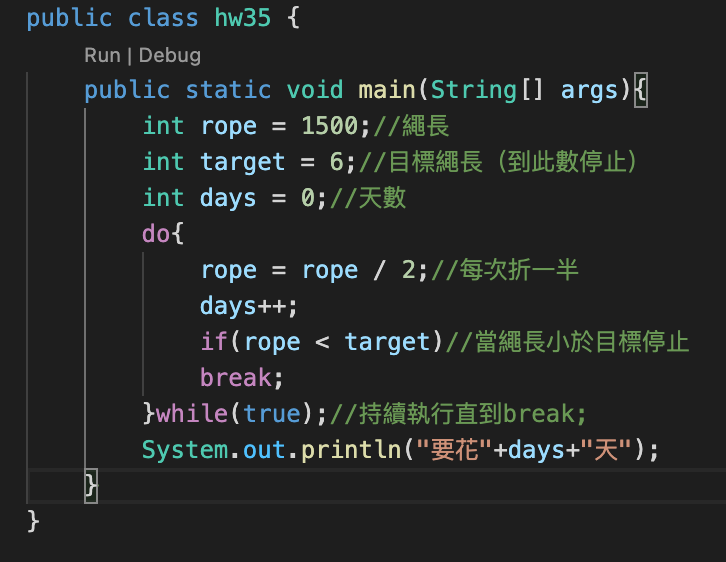 public class hw35 {
Run | Debug
public static void main(String[] args){
int rope = 1500;//繩長
int target = 6;//目標繩長（到此數停止）
int days = 0;//天數
do{
rope = rope / 2;//每次折一半
days++;
if(rope < target)//當繩長小於目標停止
break;
}while(true);//持續執行直到break;
System.out.println("要花"+days+"天");
}
}